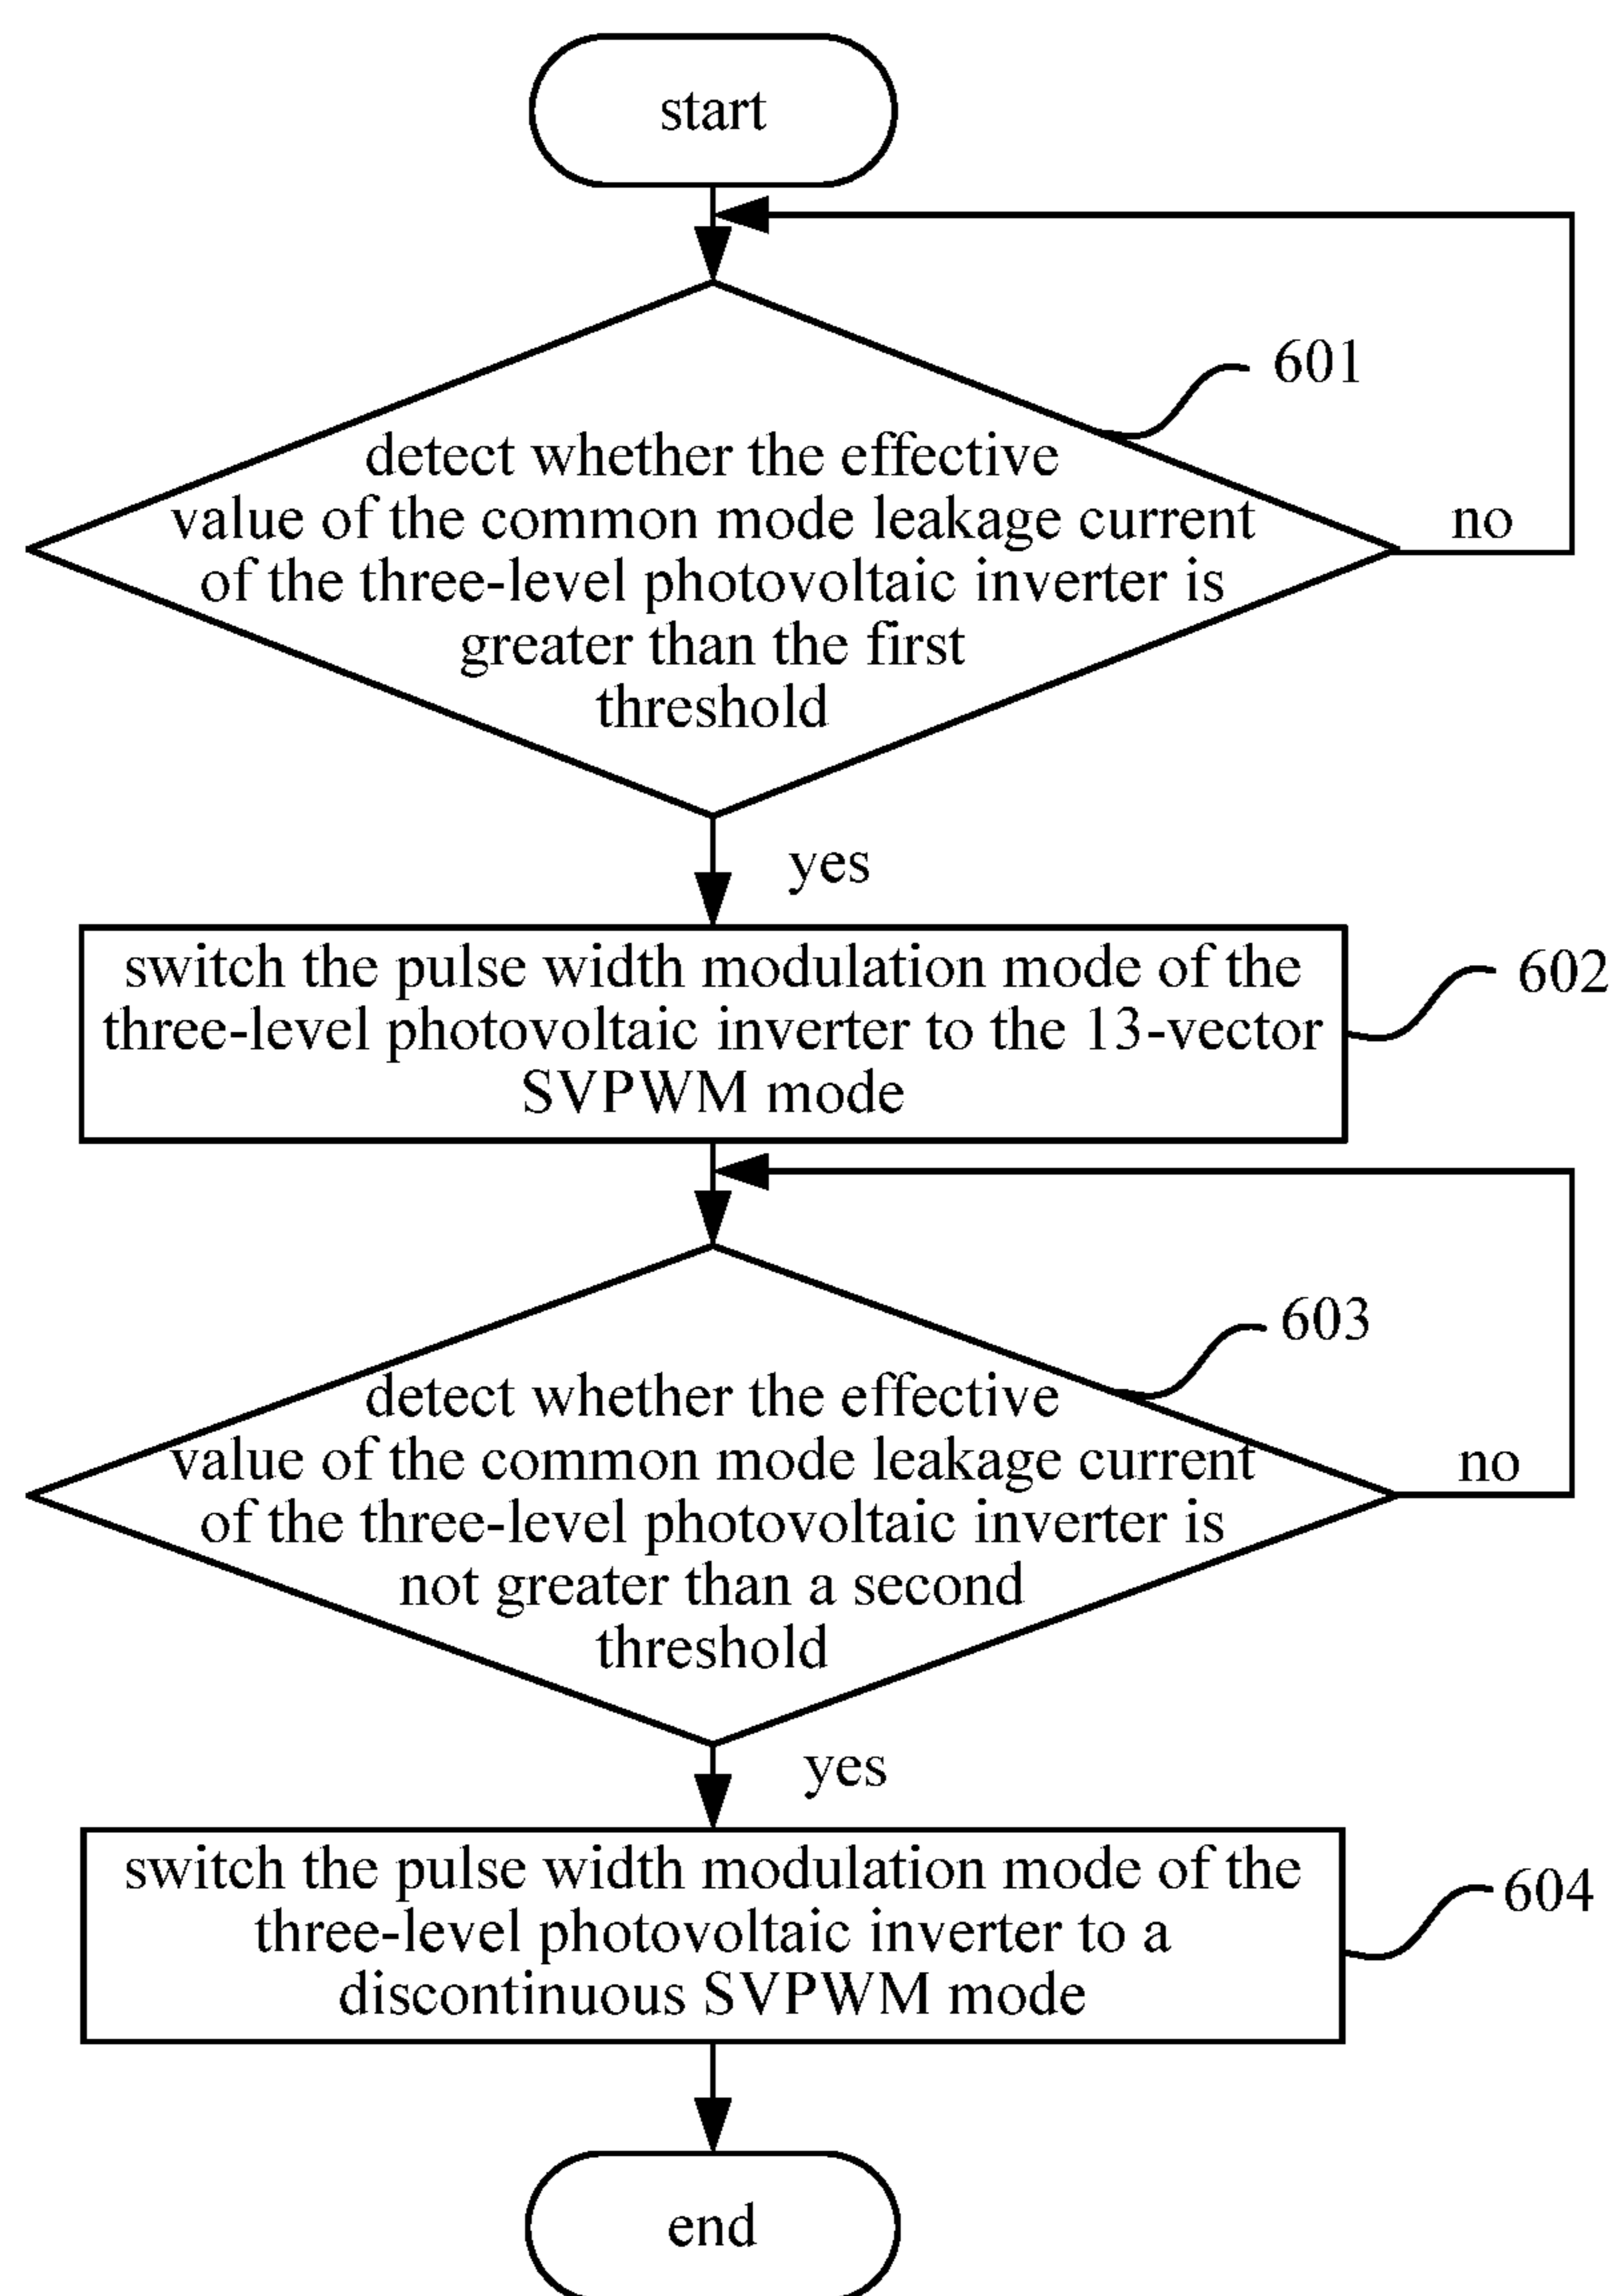 start
601
detect whether the effective
value of the common mode leakage current
no
of the three-level photovoltaic inverter is
greater than the first
threshold
yes
switch the pulse width modulation mode of the
602
three-level photovoltaic inverter to the 13-vector
SVPWM mode
603
detect whether the effective
value of the common mode leakage current
no
of the three-level photovoltaic inverter is
not greater than a second
threshold
yes
switch the pulse width modulation mode of the
604
three-level photovoltaic inverter to a
discontinuous SVPWM mode
end